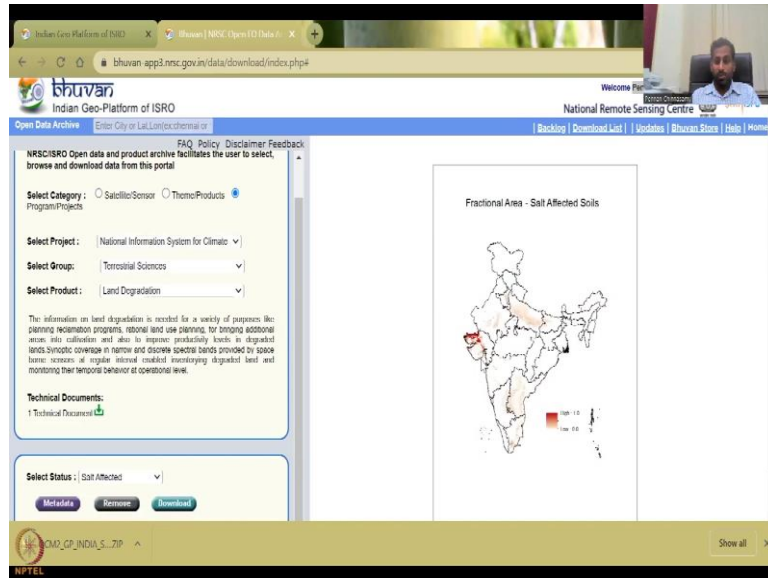 Indian Geo Platform of ISRO X
Bhuvan | NRSC Open EO Data A X +
bhuvan-app3.nrsc.gov.in/data/download/index.php#
bhuvan
Indian Geo-Platform of ISRO
Welcome
National Remote Sensing Centre
Open Data Archive
Enter City or Lat,Lon(ex:chennai or
| Backlog | Download List | | Updates | Bhuvan Store | Help | Home
FAQ Policy Disclaimer Feedback
NRSC/ISRO Open data and product archive facilitates the user to select,
browse and download data from this portal
Select Category : Satellite/Sensor Theme/Products
Program/Projects
Select Project : National Information System for Climate
Select Group: Terrestrial Sciences
Select Product : Land Degradation
The information on land degradation is needed for a variety of purposes like
planning reclamation programs, rational land use planning, for bringing additional
areas into cultivation and also to improve productivity levels in degraded
lands.Synoptic coverage in narrow and discrete spectral bands provided by space
borne sensors at regular interval enabled inventorying degraded land and
monitoring their temporal behavior at operational level.
Technical Documents:
1 Technical Document
Select Status : Salt Affected
Metadata Remove Download
Fractional Area - Salt Affected Soils
High : 1.0
Low : 0.0
CM2_GP_INDIA_S....ZIP
Show all X
NPTEL